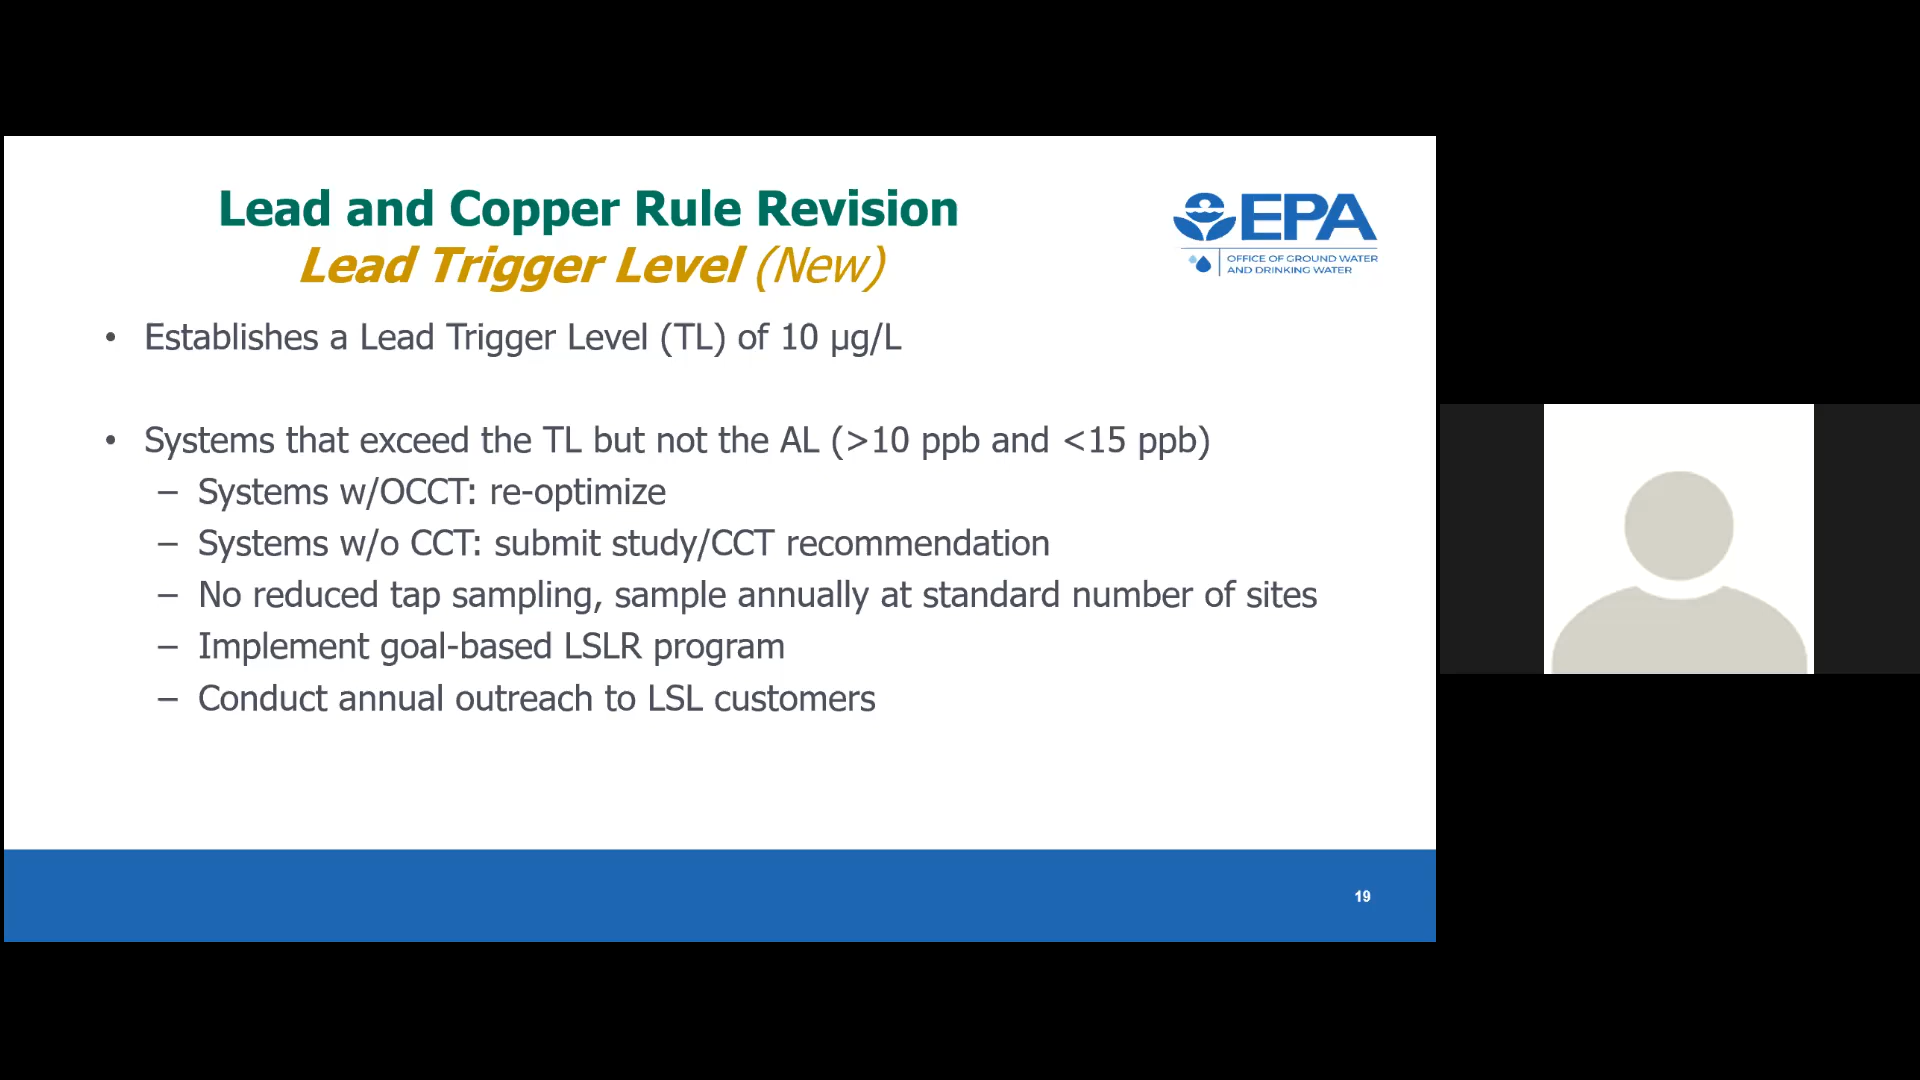 Lead and Copper Rule Revision
Lead Trigger Level (New)
EPA
OFFICE OF GROUND WATER
AND DRINKING WATER
• Establishes a Lead Trigger Level (TL) of 10 µg/L
• Systems that exceed the TL but not the AL (>10 ppb and <15 ppb)
– Systems w/OCCT: re-optimize
– Systems w/o CCT: submit study/CCT recommendation
– No reduced tap sampling, sample annually at standard number of sites
– Implement goal-based LSLR program
– Conduct annual outreach to LSL customers
19